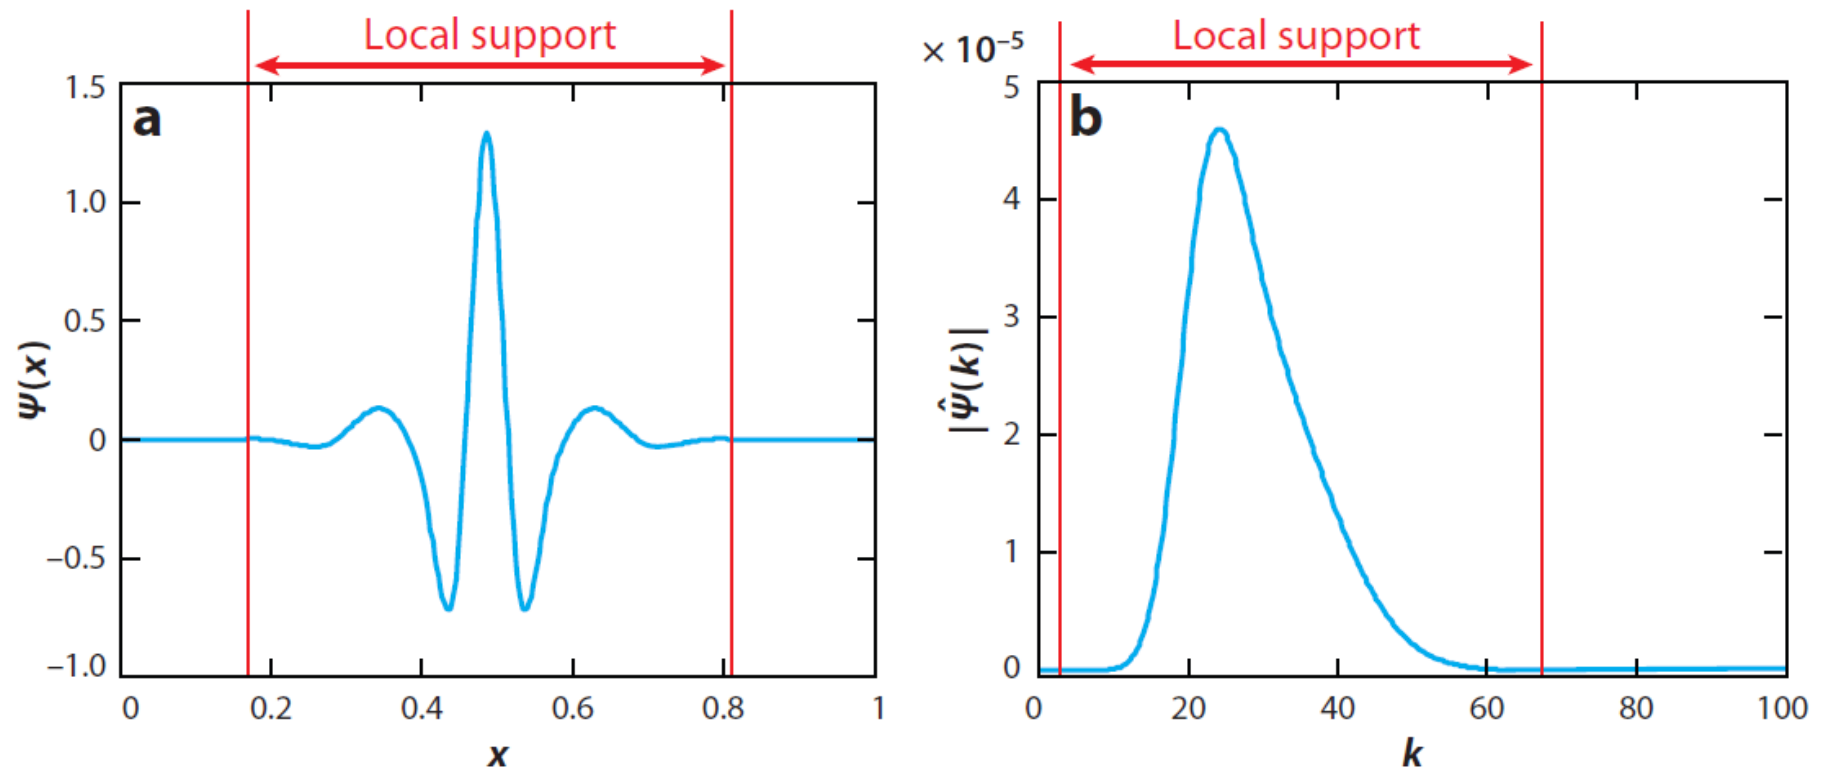 Local support
a
1.5
1.0
0.5
0
–0.5
–1.0
Ψ(x)
0 0.2 0.4 0.6 0.8 1
x
Local support
× 10–5
b
5
4
3
2
1
0
|Ψ̂(k)|
0 20 40 60 80 100
k